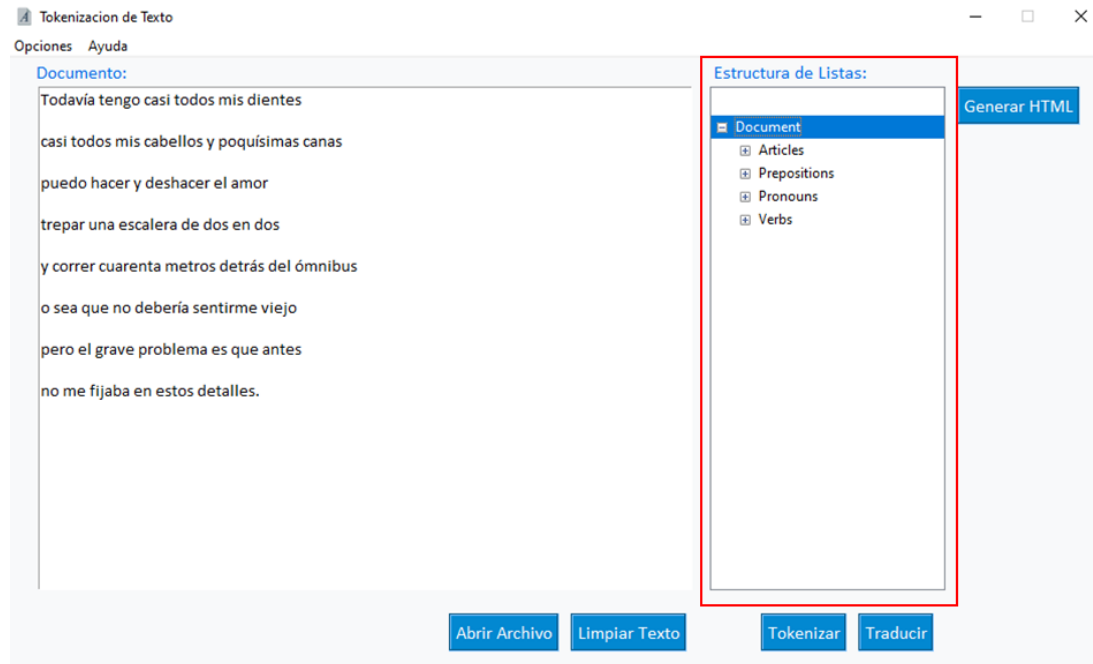 Tokenizacion de Texto
Opciones Ayuda
Documento:
Todavía tengo casi todos mis dientes
casi todos mis cabellos y poquísimas canas
puedo hacer y deshacer el amor
trepar una escalera de dos en dos
y correr cuarenta metros detrás del ómnibus
o sea que no debería sentirme viejo
pero el grave problema es que antes
no me fijaba en estos detalles.
Estructura de Listas:
Document
Articles
Prepositions
Pronouns
Verbs
Generar HTML
Abrir Archivo
Limpiar Texto
Tokenizar
Traducir